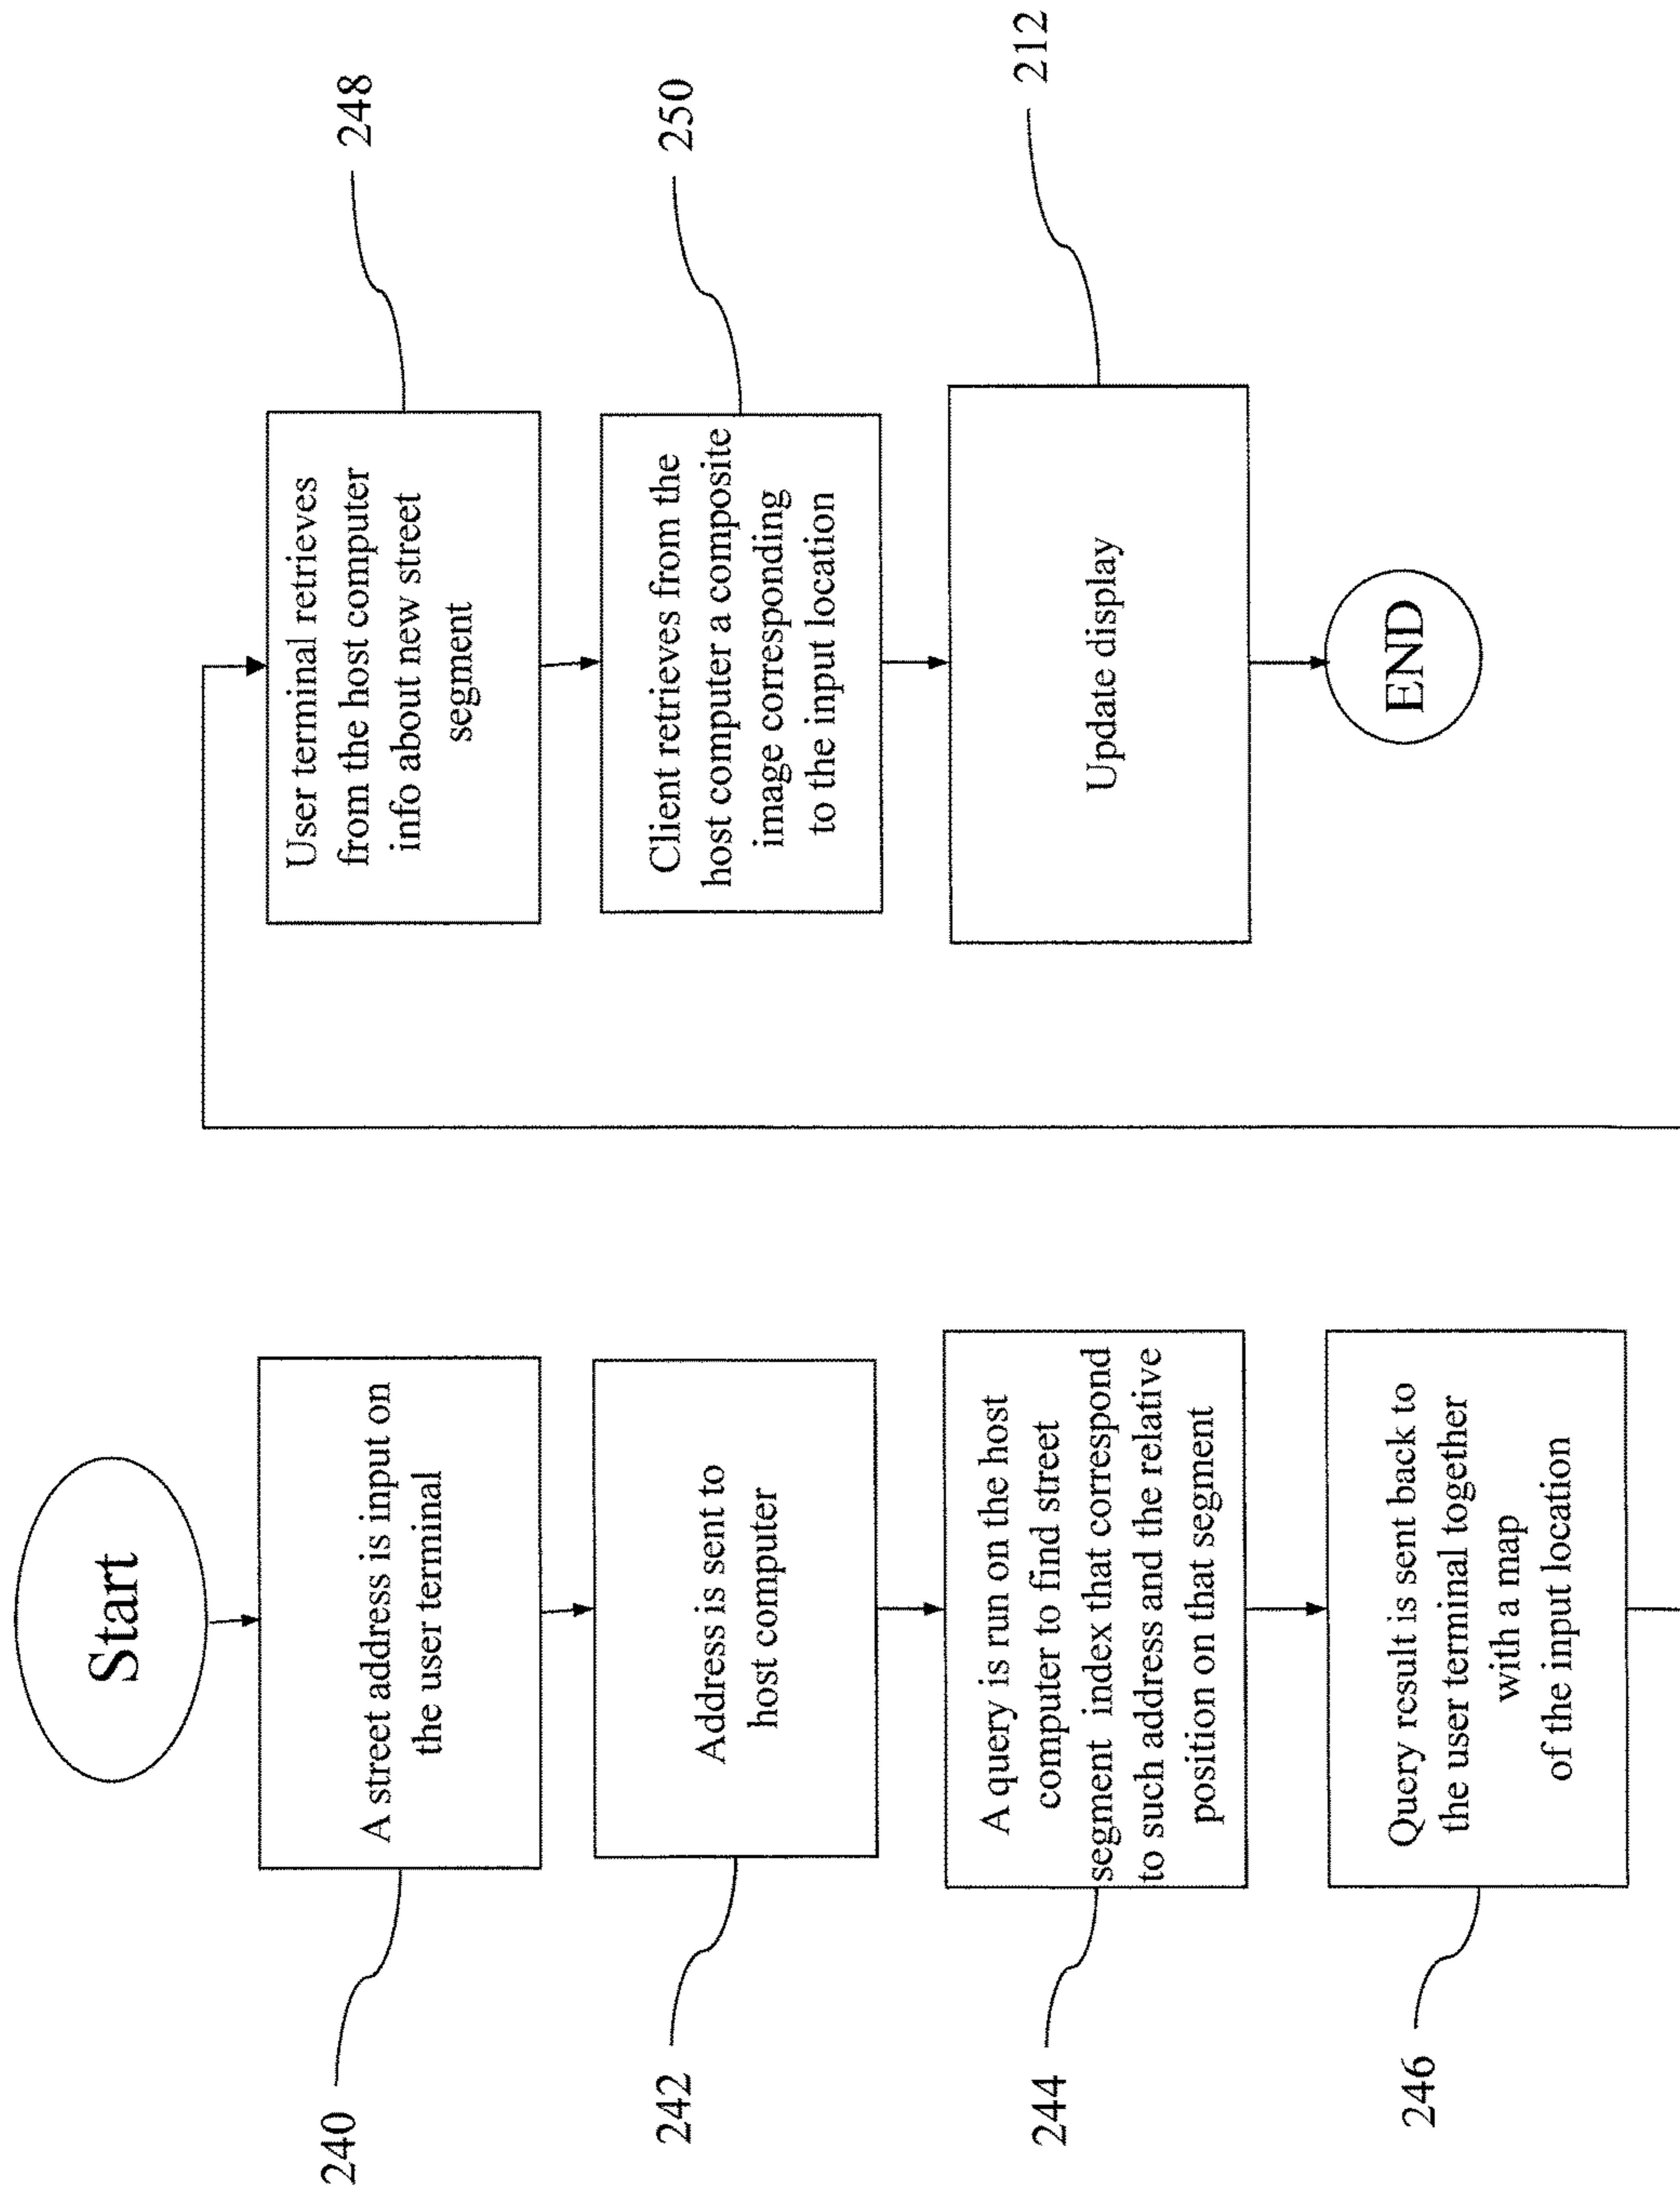 Start
240
A street address is input on
the user terminal
242
Address is sent to
host computer
244
A query is run on the host
computer to find street
segment index that correspond
to such address and the relative
position on that segment
246
Query result is sent back to
the user terminal together
with a map
of the input location
248
User terminal retrieves
from the host computer
info about new street
segment
250
Client retrieves from the
host computer a composite
image corresponding
to the input location
212
Update display
END